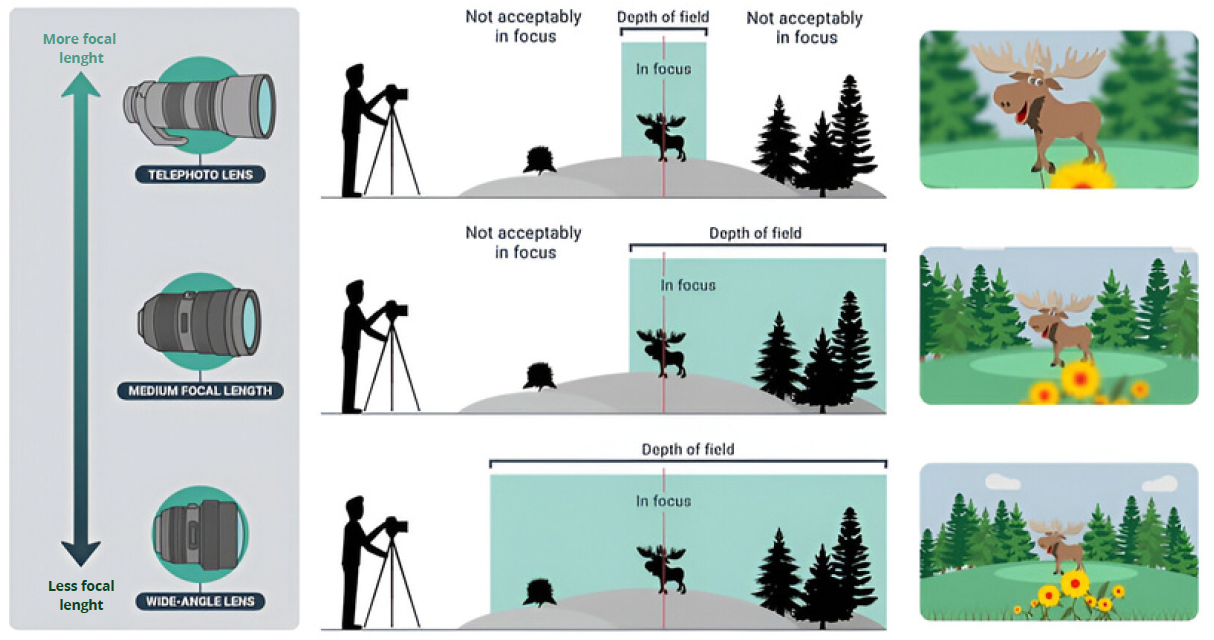 More focal
lenght
TELEPHOTO LENS
MEDIUM FOCAL LENGTH
Less focal
lenght
WIDE-ANGLE LENS
Not acceptably
in focus
Depth of field
Not acceptably
in focus
In focus
Not acceptably
in focus
Depth of field
In focus
Depth of field
In focus